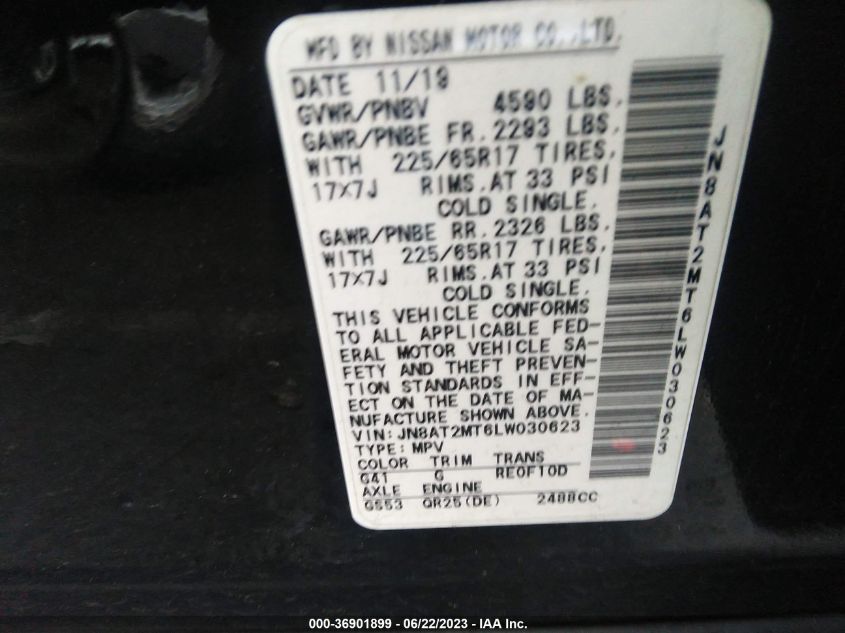 MFD BY NISSAN MOTOR CO.,LTD.
DATE 11/19
GVWR/PNBV 4590 LBS.
GAWR/PNBE FR. 2293 LBS.
WITH 225/65R17 TIRES,
17X7J RIMS. AT 33 PSI
COLD SINGLE.
GAWR/PNBE RR. 2326 LBS.
WITH 225/65R17 TIRES,
17X7J RIMS. AT 33 PSI
COLD SINGLE.
THIS VEHICLE CONFORMS
TO ALL APPLICABLE FED-
ERAL MOTOR VEHICLE SA-
FETY AND THEFT PREVEN-
TION STANDARDS IN EFF-
ECT ON THE DATE OF MA-
NUFACTURE SHOWN ABOVE.
VIN: JN8AT2MT6LW030623
TYPE: MPV
COLOR TRIM TRANS
G41 G RE0F10D
AXLE ENGINE
GS53 QR25(DE) 2488CC
JN8AT2MT6LW030623
000-36901899 - 06/22/2023 - IAA Inc.